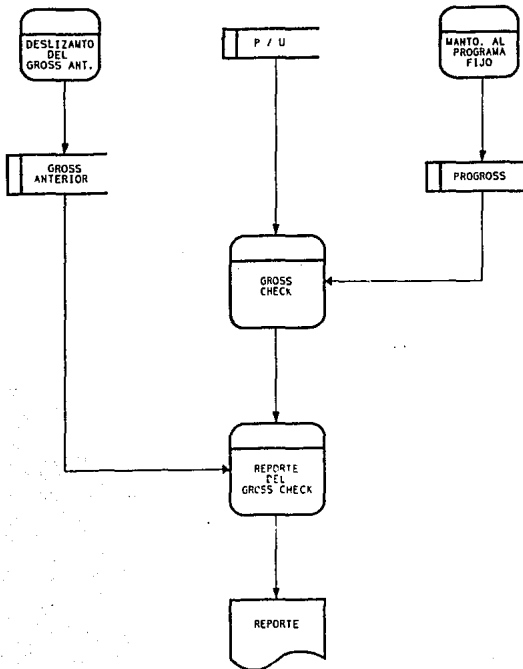 DESLIZAMTO
DEL
GROSS ANT.
P / U
MANTO. AL
PROGRAMA
FIJO
GROSS
ANTERIOR
PROGROSS
GROSS
CHECK
REPORTE
DEL
GROSS CHECK
REPORTE